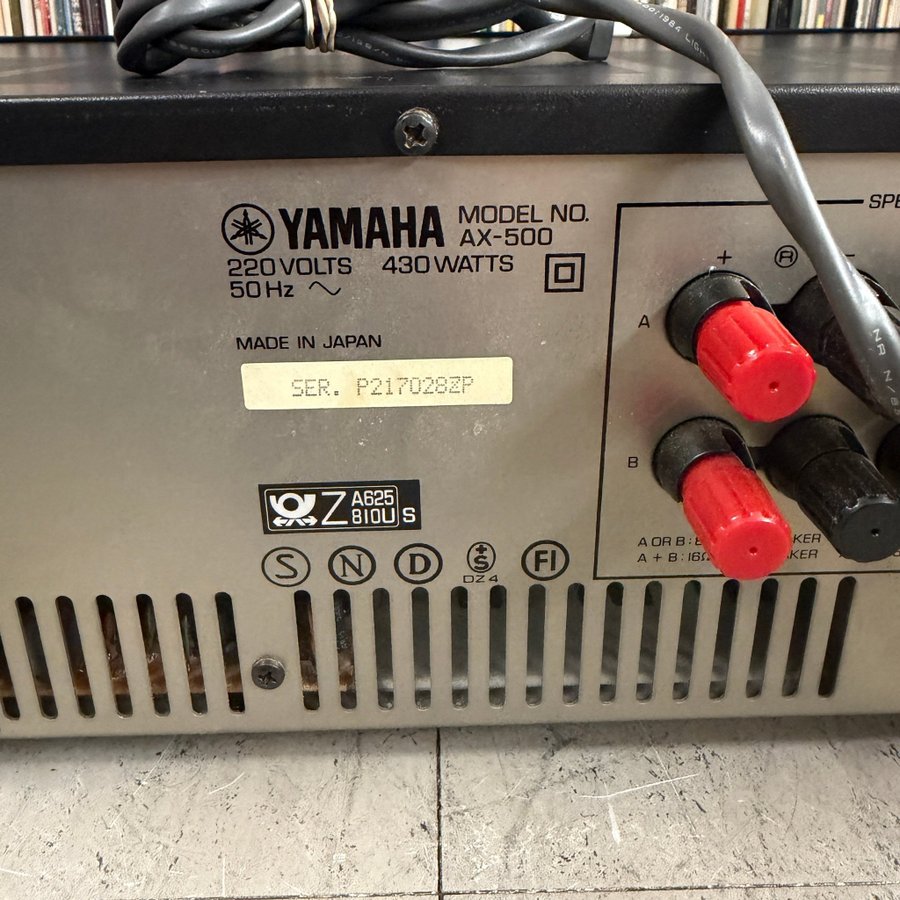 YAMAHA MODEL NO.
AX-500
220 VOLTS 430 WATTS
50 Hz
MADE IN JAPAN
SER. P217028ZP
Z A625
810U S
S N D +S FI
DZ 4
+ R −
A
B
A OR B:
A + B: 16Ω